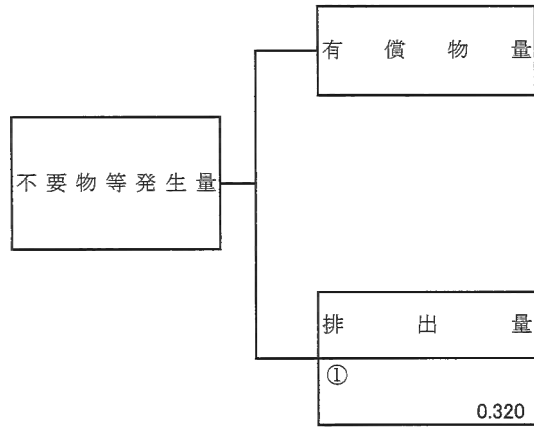 有償物量
不要物等発生量
排出量
①
0.320